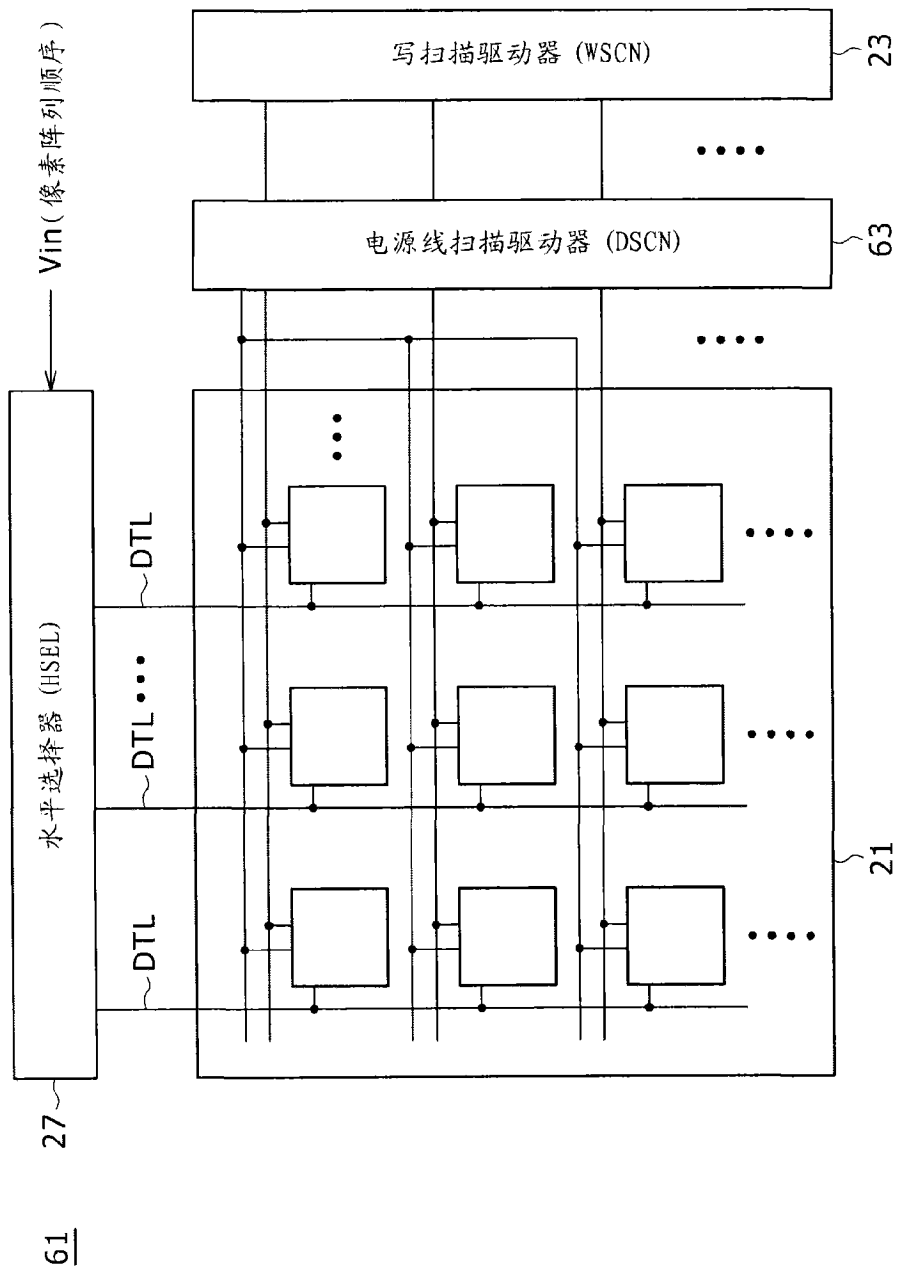 61
27
水平选择器 (HSEL)
Vin(像素阵列顺序)
DTL
DTL
DTL
21
电源线扫描驱动器 (DSCN)
63
写扫描驱动器 (WSCN)
23